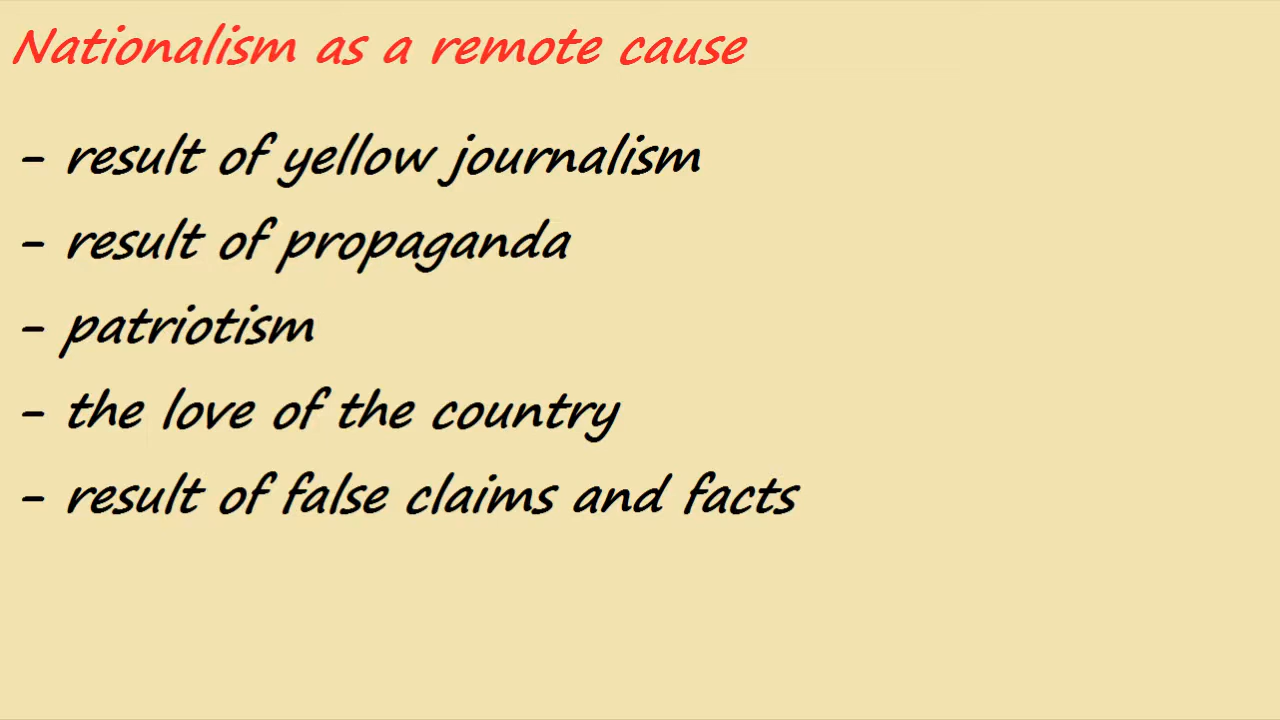 Nationalism as a remote cause
- result of yellow journalism
- result of propaganda
- patriotism
- the love of the country
- result of false claims and facts